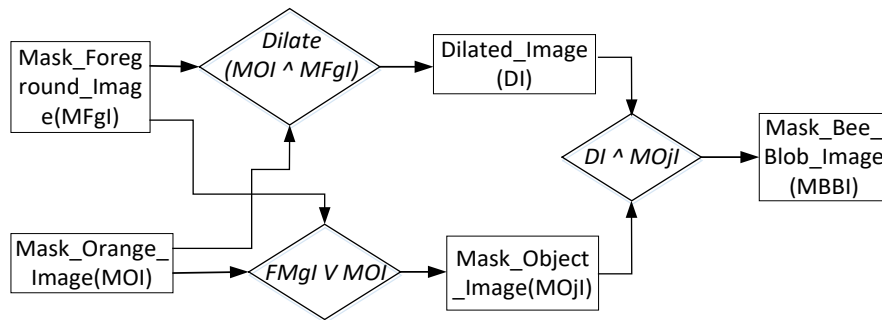 Mask_Foreg
round_Imag
e(MFgI)
Dilate
(MOI ^ MFgI)
Dilated_Image
(DI)
DI ^ MOjI
Mask_Bee_
Blob_Image
(MBBI)
Mask_Orange_
Image(MOI)
FMgI V MOI
Mask_Object
_Image(MOjI)